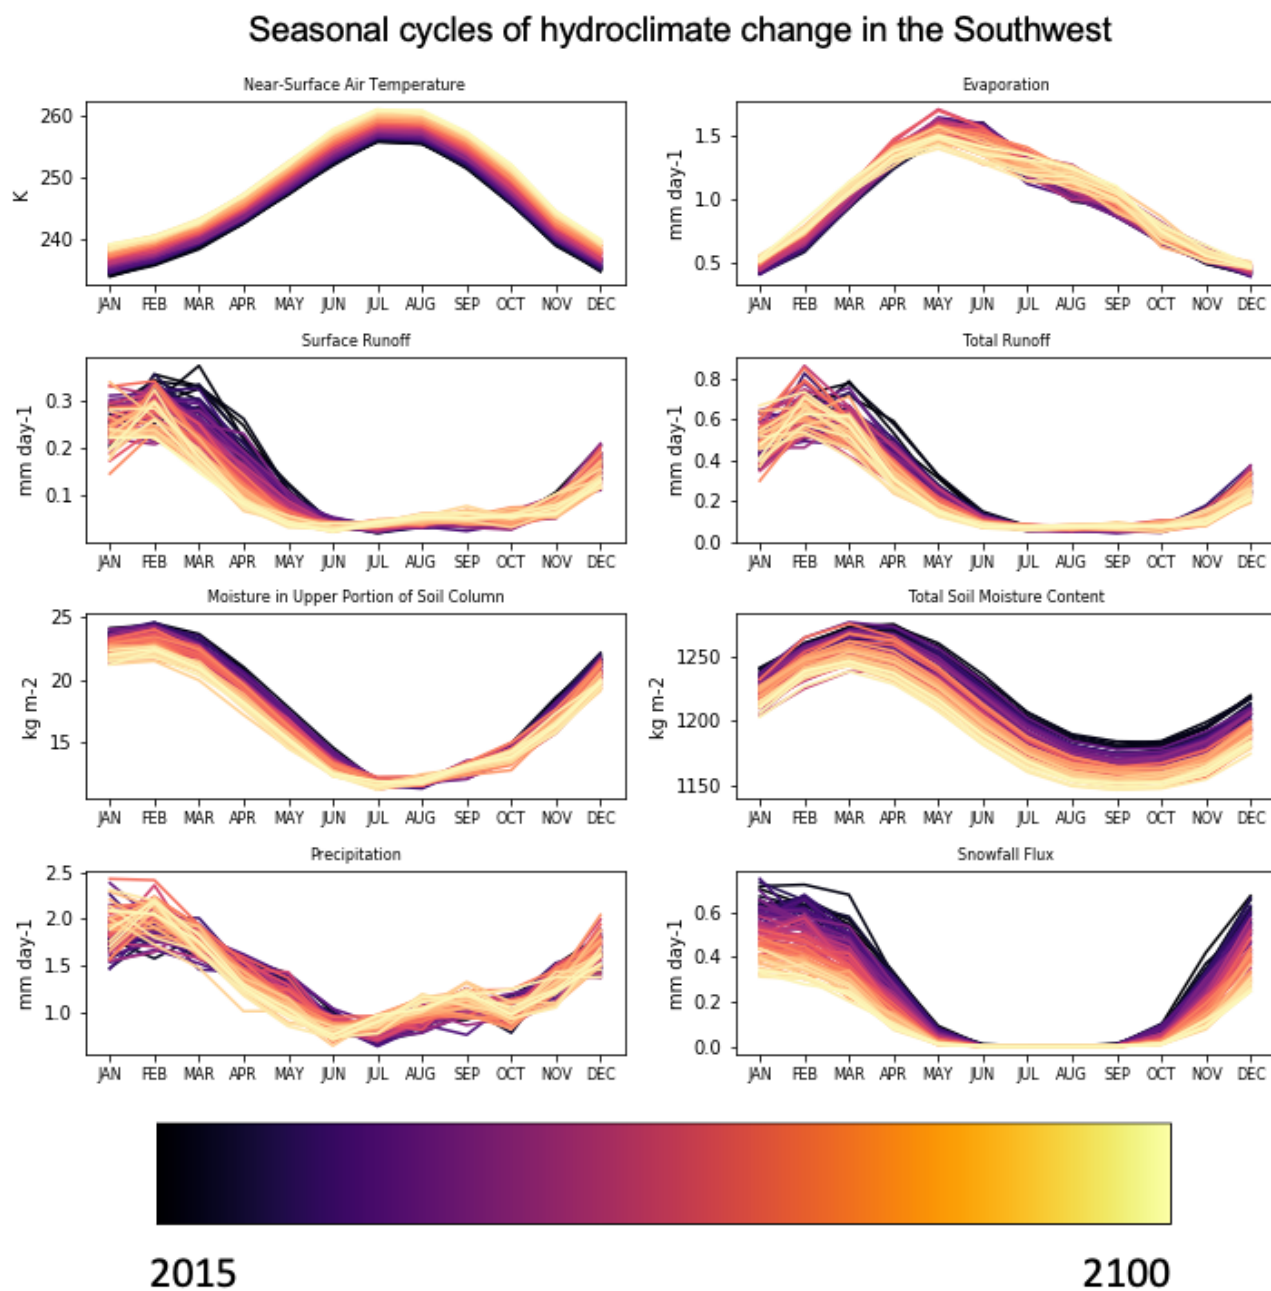 Seasonal cycles of hydroclimate change in the Southwest
Near-Surface Air Temperature
260
250
240
K
JAN FEB MAR APR MAY JUN JUL AUG SEP OCT NOV DEC
Evaporation
1.5
1.0
0.5
mm day-1
JAN FEB MAR APR MAY JUN JUL AUG SEP OCT NOV DEC
Surface Runoff
0.3
0.2
0.1
mm day-1
JAN FEB MAR APR MAY JUN JUL AUG SEP OCT NOV DEC
Total Runoff
0.8
0.6
0.4
0.2
0.0
mm day-1
JAN FEB MAR APR MAY JUN JUL AUG SEP OCT NOV DEC
Moisture in Upper Portion of Soil Column
25
20
15
kg m-2
JAN FEB MAR APR MAY JUN JUL AUG SEP OCT NOV DEC
Total Soil Moisture Content
1250
1200
1150
kg m-2
JAN FEB MAR APR MAY JUN JUL AUG SEP OCT NOV DEC
Precipitation
2.5
2.0
1.5
1.0
mm day-1
JAN FEB MAR APR MAY JUN JUL AUG SEP OCT NOV DEC
Snowfall Flux
0.6
0.4
0.2
0.0
mm day-1
JAN FEB MAR APR MAY JUN JUL AUG SEP OCT NOV DEC
2015 2100